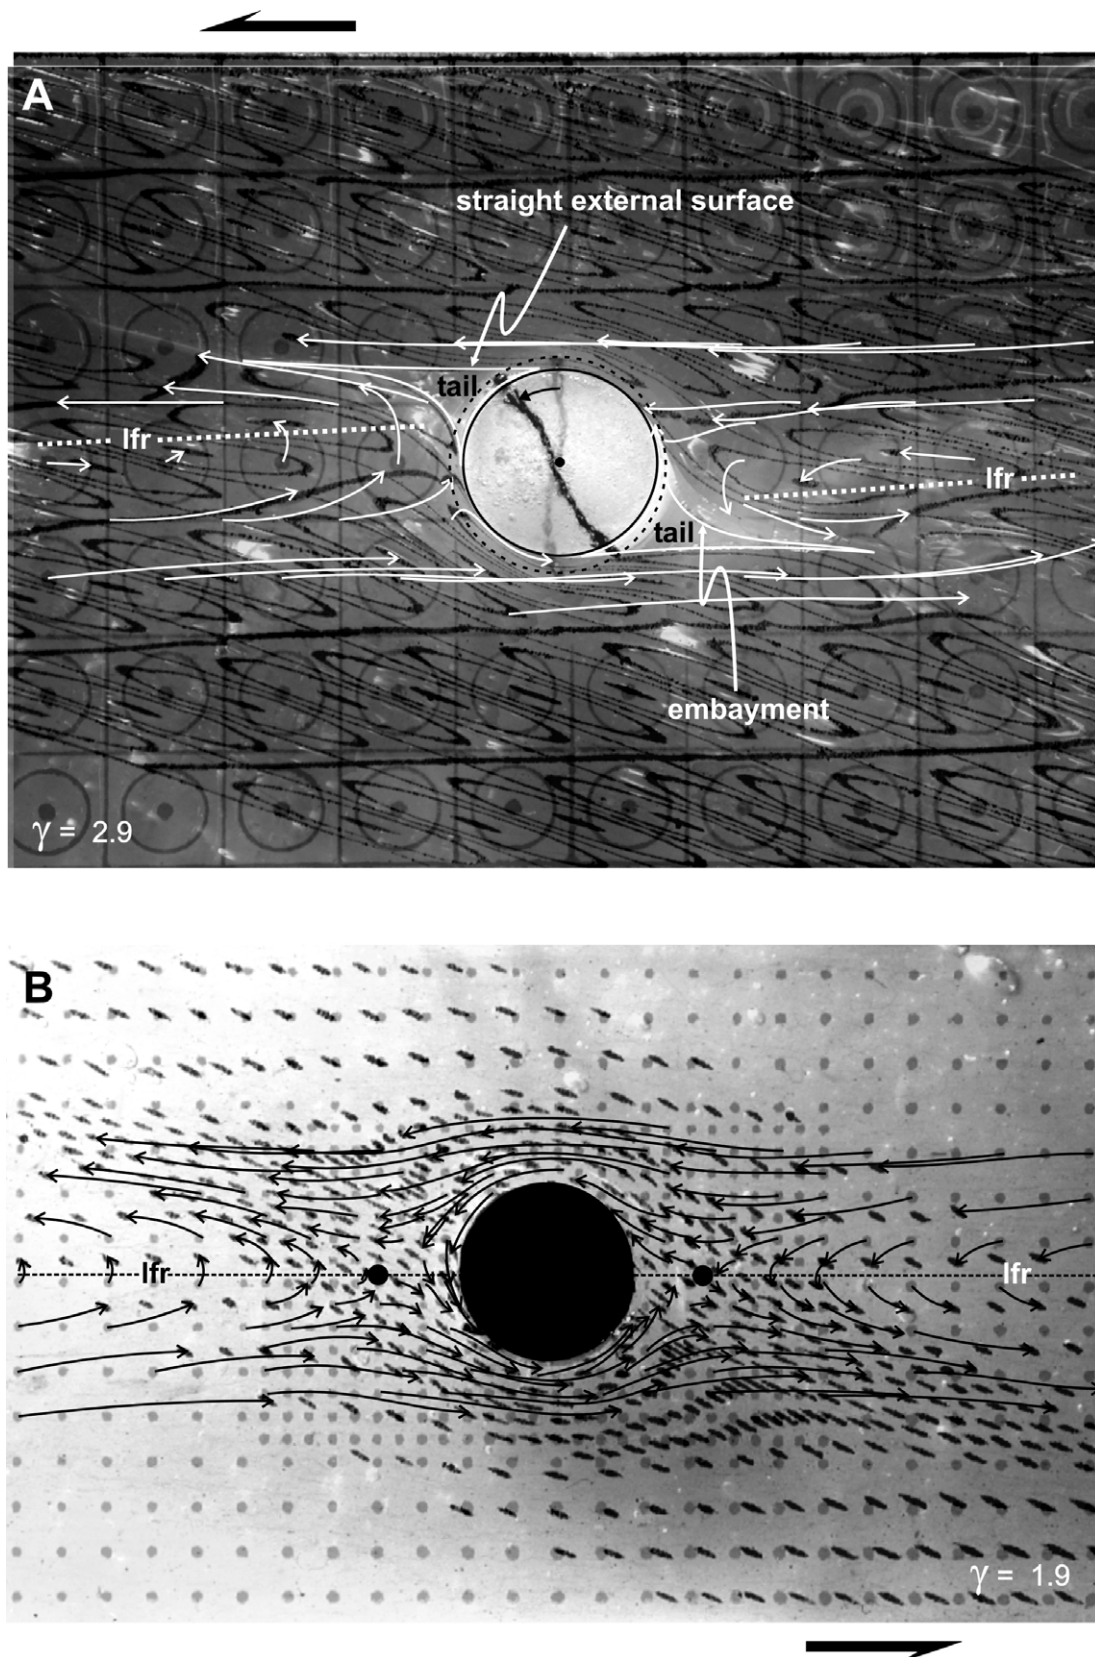 A
straight external surface
tail
lfr
lfr
tail
embayment
γ = 2.9
B
lfr
lfr
γ = 1.9